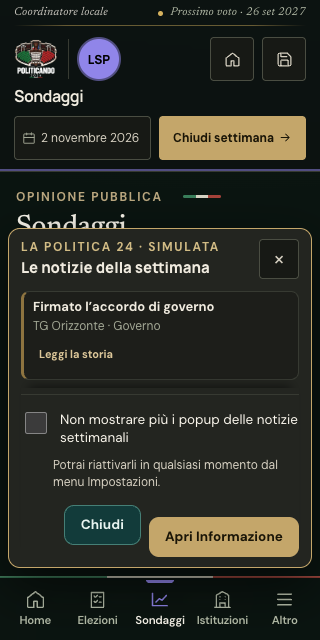 Coordinatore locale
Prossimo voto · 26 set 2027
POLITICANDO
LSP
Sondaggi
2 novembre 2026
Chiudi settimana →
OPINIONE PUBBLICA
Sondaggi
LA POLITICA 24 · SIMULATA
Le notizie della settimana
×
Firmato l’accordo di governo
TG Orizzonte · Governo
Leggi la storia
Non mostrare più i popup delle notizie
settimanali
Potrai riattivarli in qualsiasi momento dal
menu Impostazioni.
Chiudi
Apri Informazione
Home
Elezioni
Sondaggi
Istituzioni
Altro